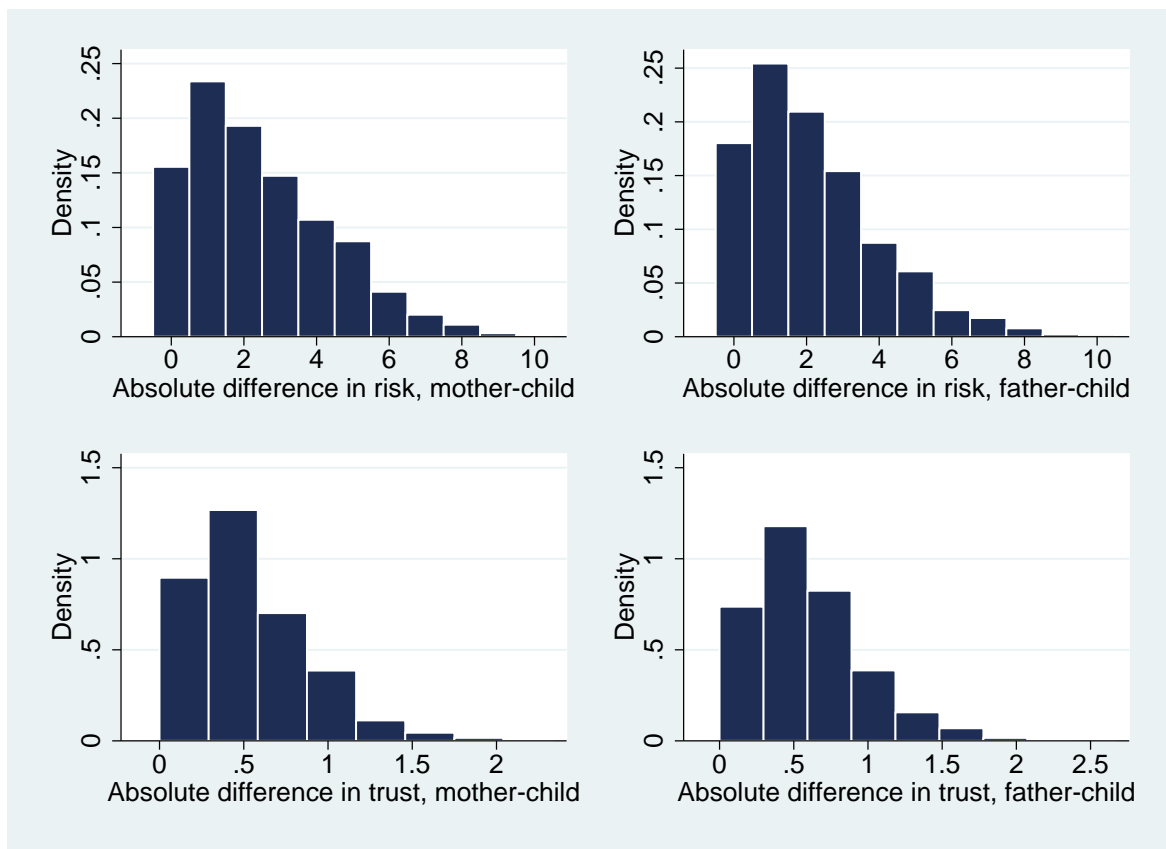 Density
0 .05 .1 .15 .2 .25
0 2 4 6 8 10
Absolute difference in risk, mother-child
Density
0 .05 .1 .15 .2 .25
0 2 4 6 8 10
Absolute difference in risk, father-child
Density
0 .5 1 1.5
0 .5 1 1.5 2
Absolute difference in trust, mother-child
Density
0 .5 1 1.5
0 .5 1 1.5 2 2.5
Absolute difference in trust, father-child